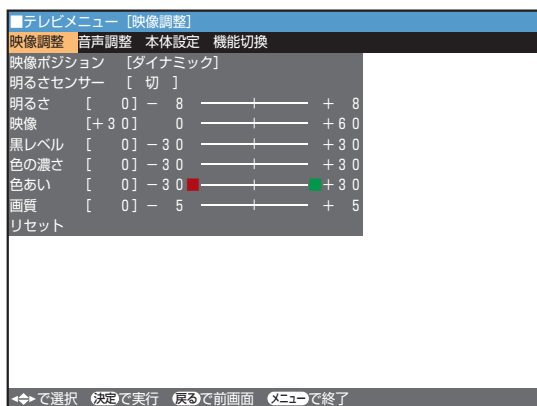 ■テレビメニュー［映像調整］
映像調整 音声調整 本体設定 機能切換
映像ポジション ［ダイナミック］
明るさセンサー ［ 切 ］
明るさ ［ 0］－ 8 ＋ 8
映像 ［＋30］ 0 ＋60
黒レベル ［ 0］－30 ＋30
色の濃さ ［ 0］－30 ＋30
色あい ［ 0］－30 ＋30
画質 ［ 0］－ 5 ＋ 5
リセット
で選択 決定で実行 戻るで前画面 メニューで終了